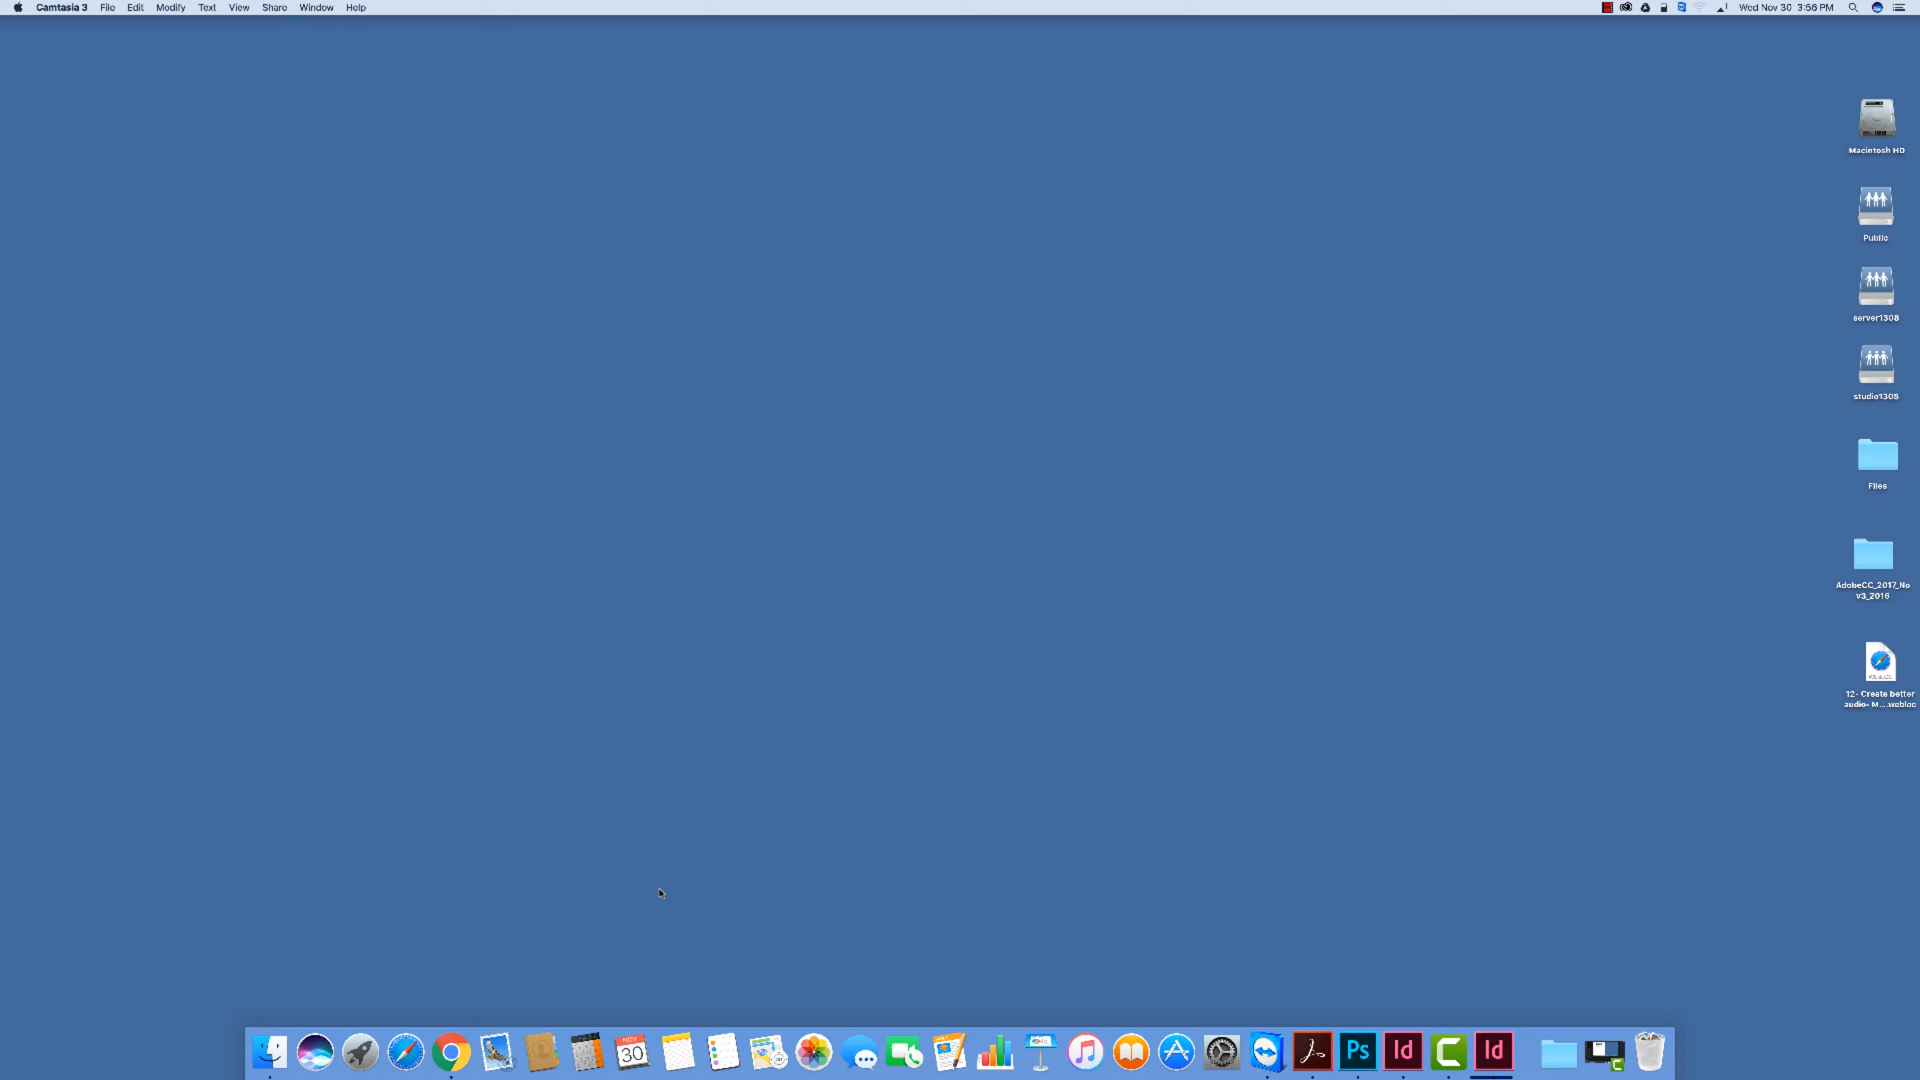 Camtasia 3 File Edit Modify Text View Share Window Help Wed Nov 30 3:56 PM
Macintosh HD
Public
server1308
studio1308
Files
AdobeCC_2017_No
v3_2016
12- Create better
audio- M....webloc
NOV
30
Ps
Id
Id